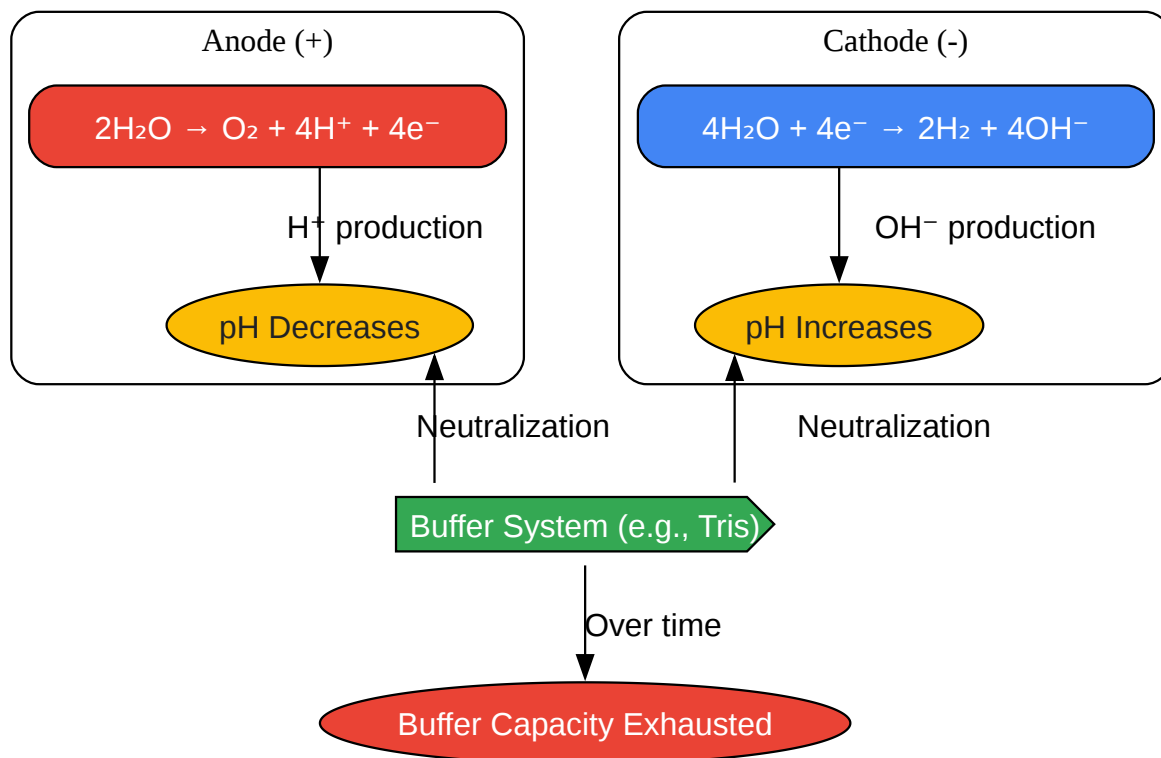 Anode (+)
Cathode (-)
2H₂O → O₂ + 4H⁺ + 4e⁻
4H₂O + 4e⁻ → 2H₂ + 4OH⁻
H⁺ production
OH⁻ production
pH Decreases
pH Increases
Neutralization
Neutralization
Buffer System (e.g., Tris)
Over time
Buffer Capacity Exhausted